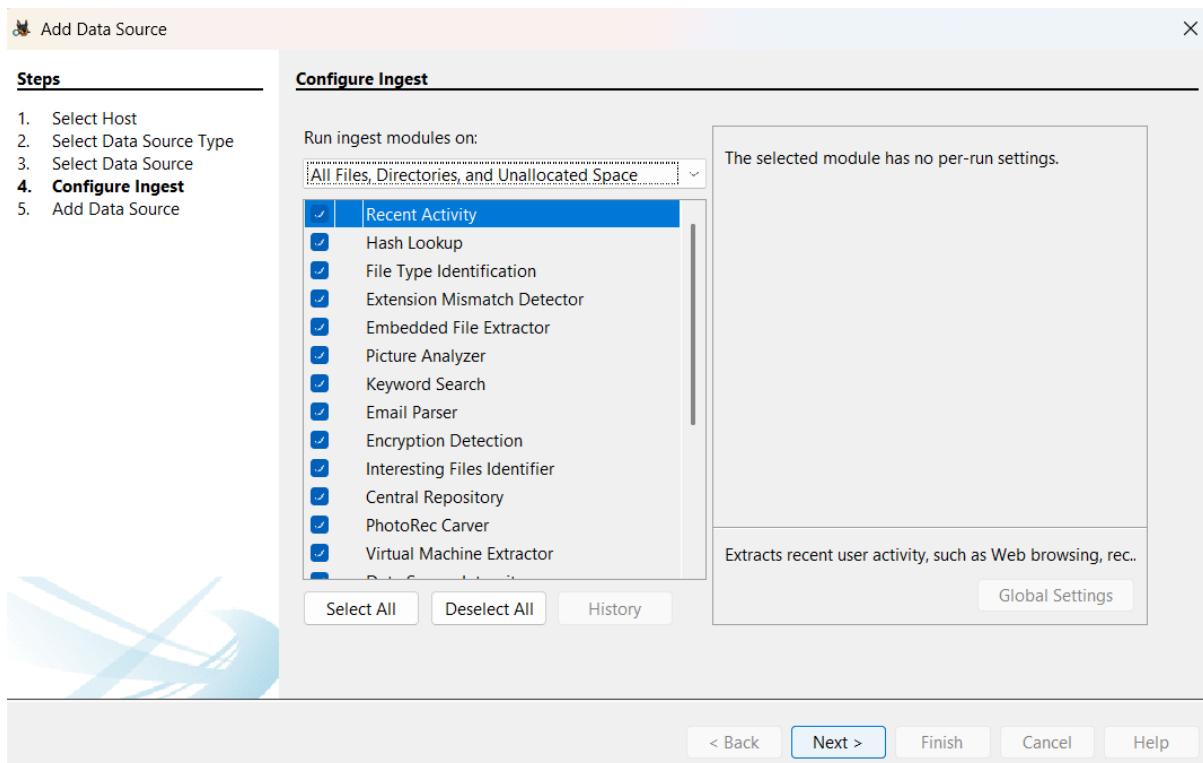 Add Data Source
Steps
1. Select Host
2. Select Data Source Type
3. Select Data Source
4. Configure Ingest
5. Add Data Source
Configure Ingest
Run ingest modules on:
All Files, Directories, and Unallocated Space
Recent Activity
Hash Lookup
File Type Identification
Extension Mismatch Detector
Embedded File Extractor
Picture Analyzer
Keyword Search
Email Parser
Encryption Detection
Interesting Files Identifier
Central Repository
PhotoRec Carver
Virtual Machine Extractor
Select All
Deselect All
History
The selected module has no per-run settings.
Extracts recent user activity, such as Web browsing, rec..
Global Settings
< Back
Next >
Finish
Cancel
Help